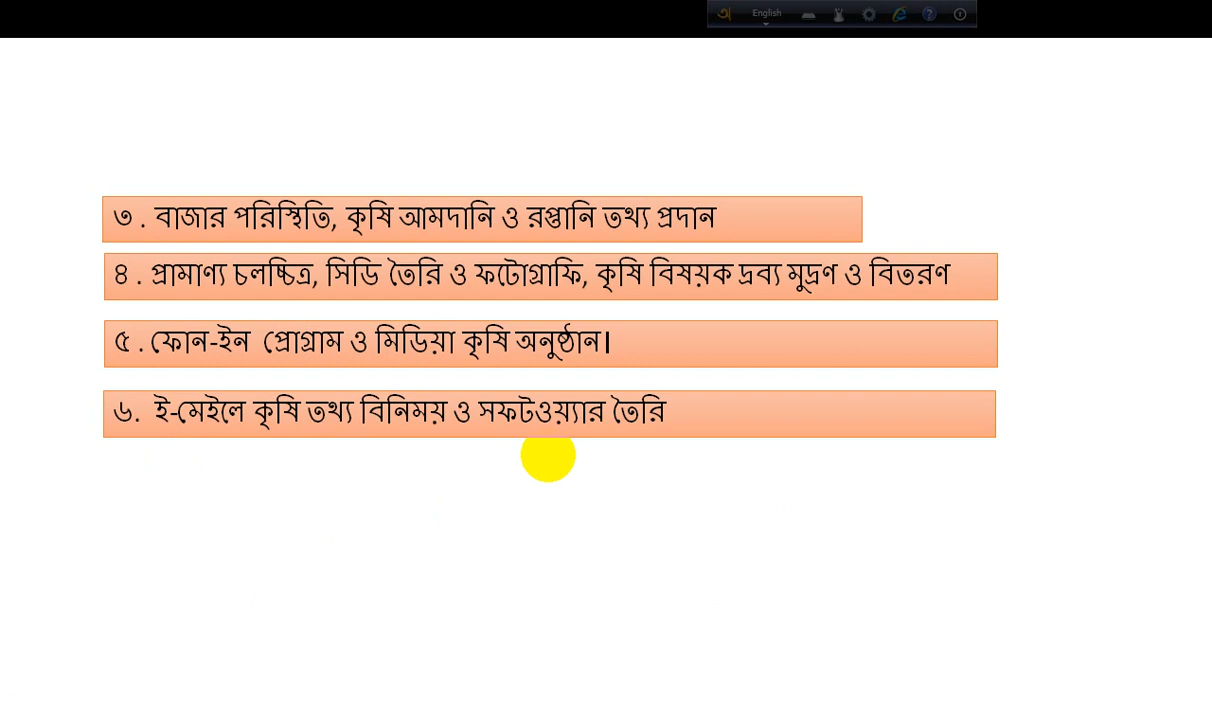 অ English
৩ . বাজার পরিস্থিতি, কৃষি আমদানি ও রপ্তানি তথ্য প্রদান
৪ . প্রামাণ্য চলচ্চিত্র, সিডি তৈরি ও ফটোগ্রাফি, কৃষি বিষয়ক দ্রব্য মুদ্রণ ও বিতরণ
৫ . ফোন-ইন প্রোগ্রাম ও মিডিয়া কৃষি অনুষ্ঠান।
৬. ই-মেইলে কৃষি তথ্য বিনিময় ও সফটওয়্যার তৈরি